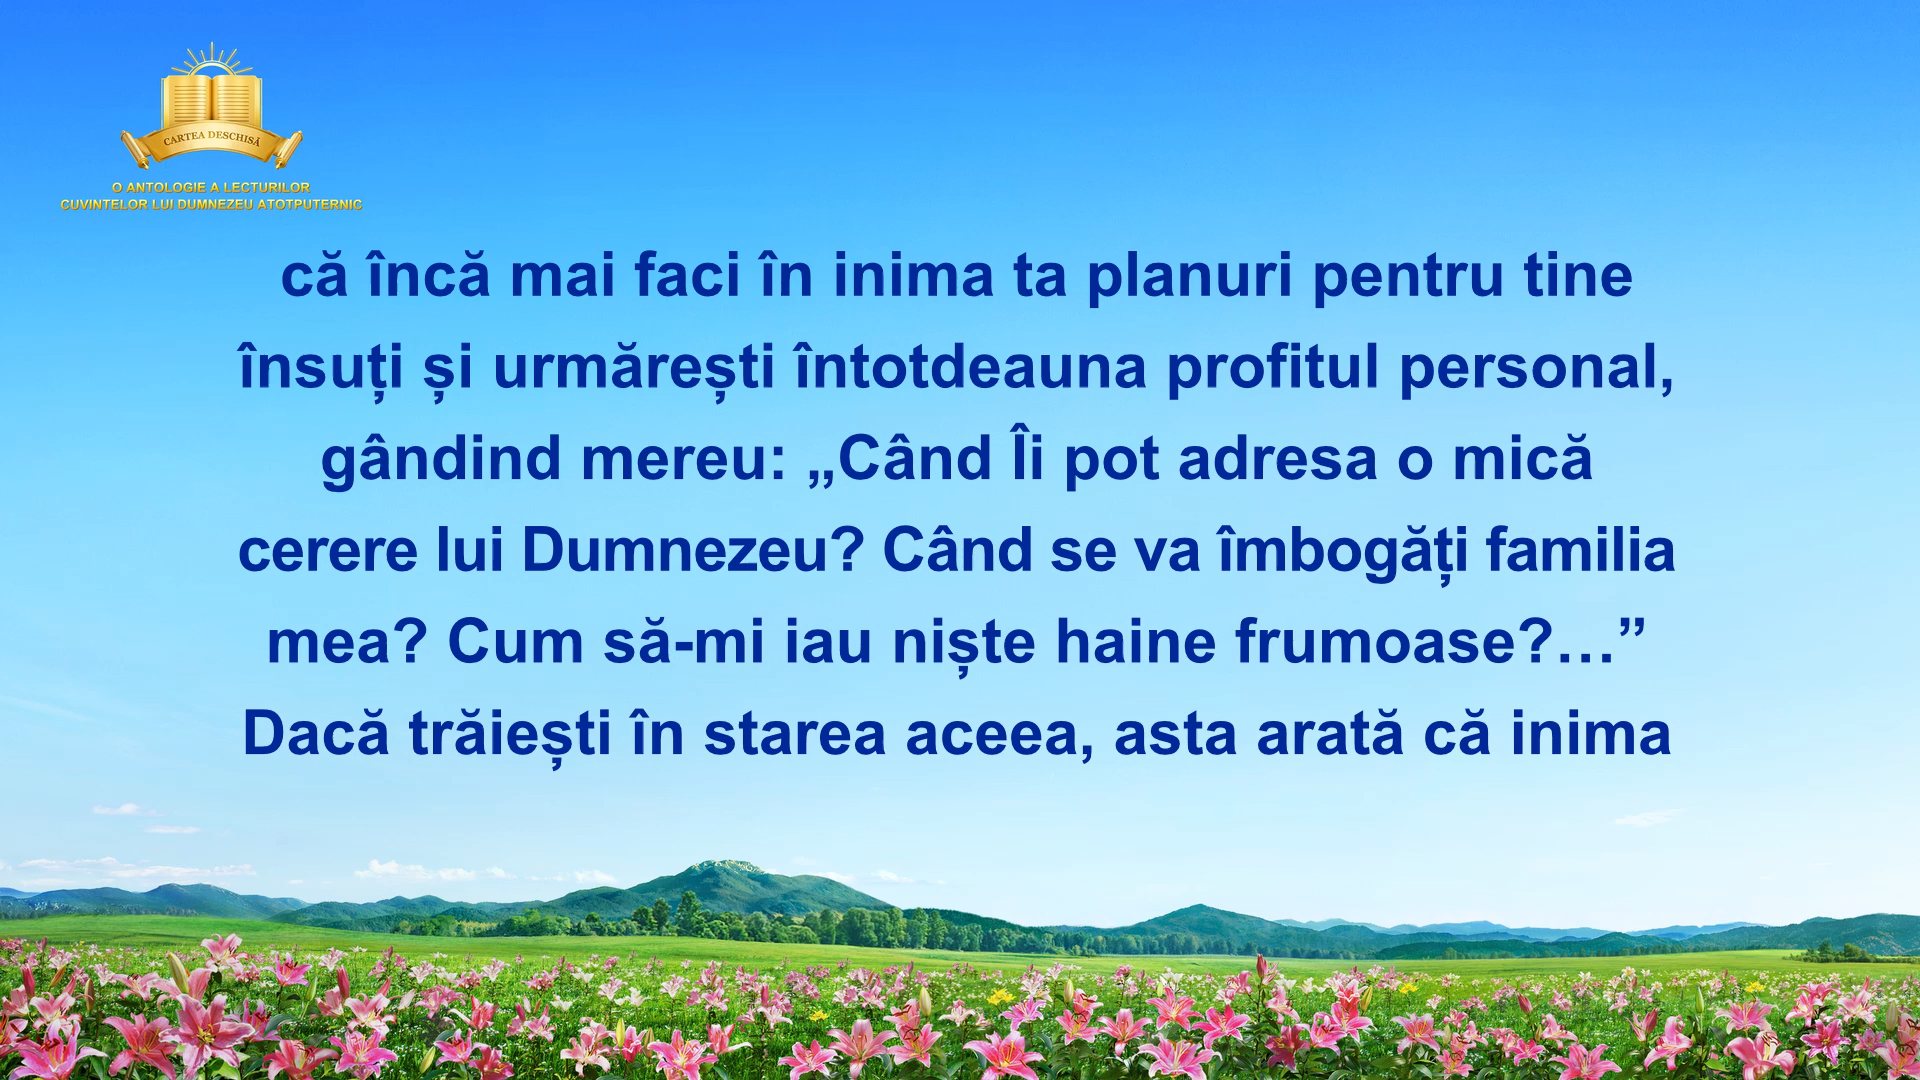 CARTEA DESCHISĂ
O ANTOLOGIE A LECTURILOR
CUVINTELOR LUI DUMNEZEU ATOTPUTERNIC
că încă mai faci în inima ta planuri pentru tine
însuți și urmărești întotdeauna profitul personal,
gândind mereu: „Când Îi pot adresa o mică
cerere lui Dumnezeu? Când se va îmbogăți familia
mea? Cum să-mi iau niște haine frumoase?…”
Dacă trăiești în starea aceea, asta arată că inima